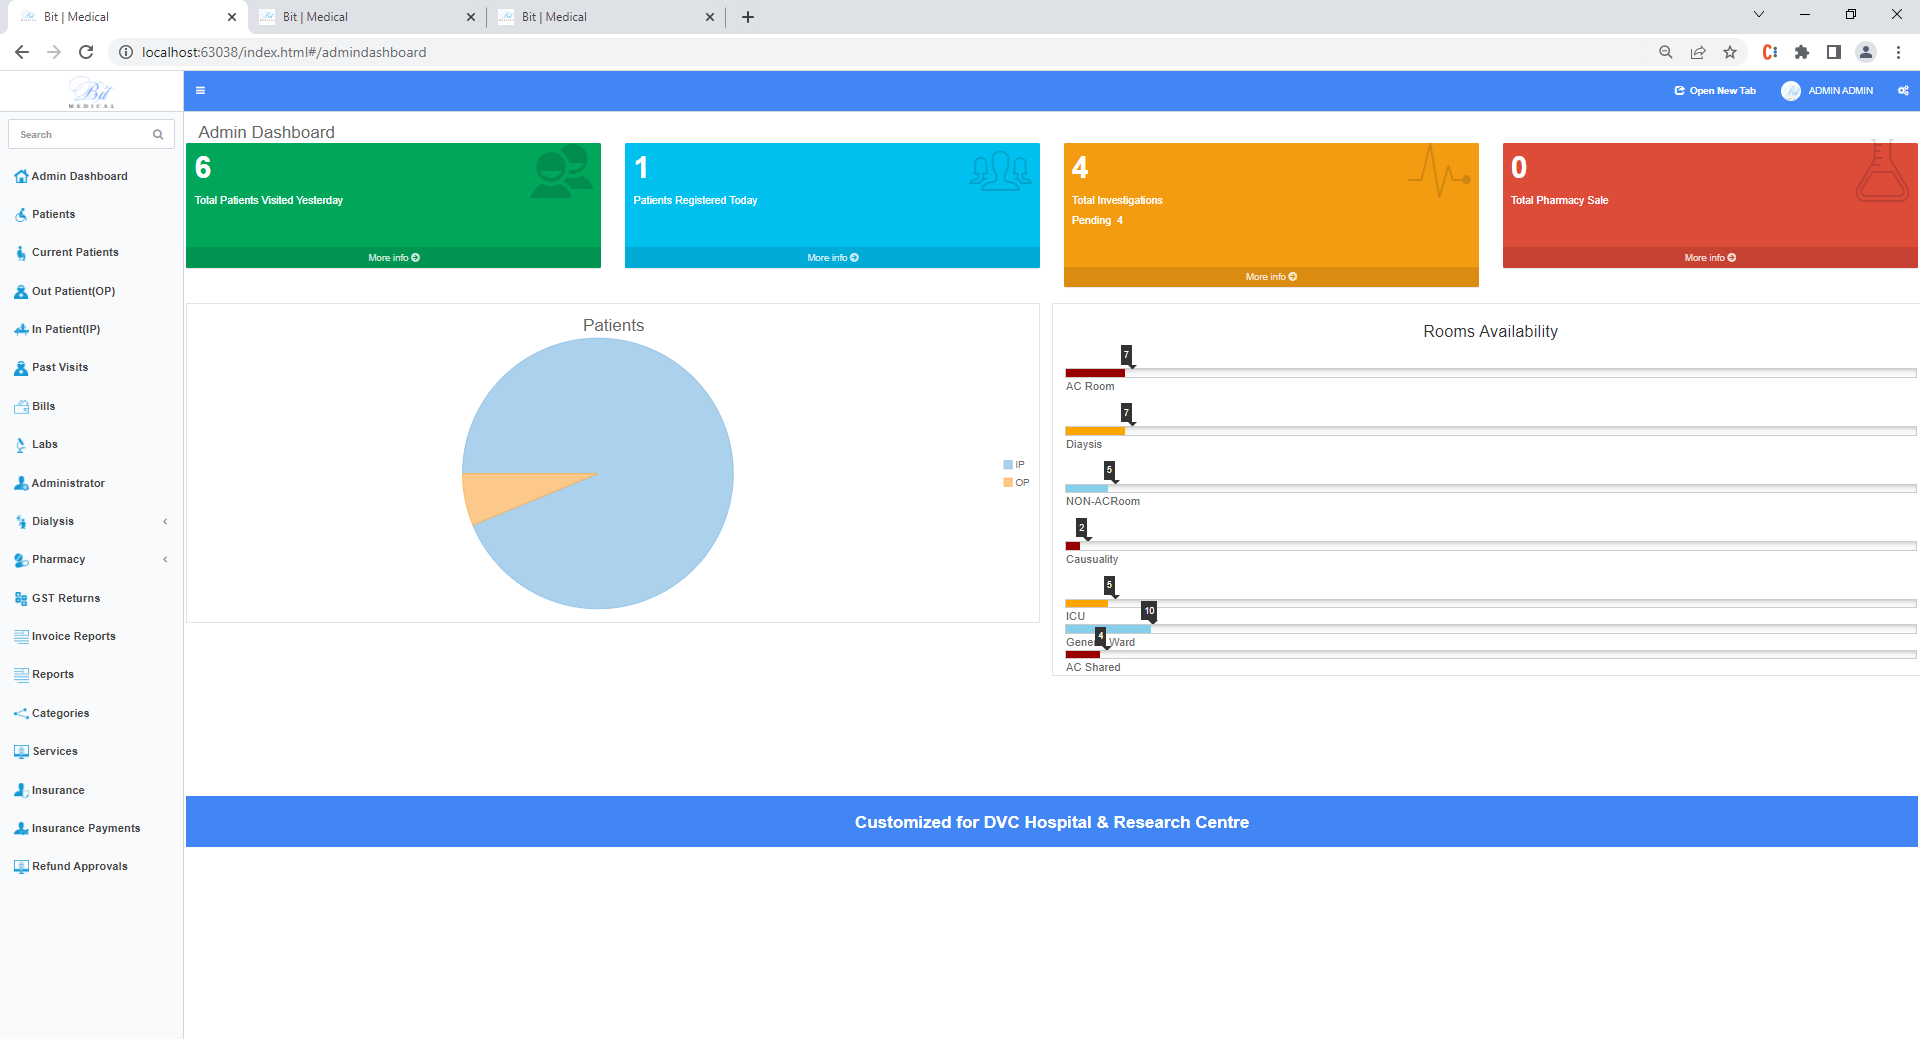 Bit | Medical
Bit | Medical
Bit | Medical
localhost:63038/index.html#/admindashboard
Bit
MEDICAL
Open New Tab
ADMIN ADMIN
Search
Admin Dashboard
Patients
Current Patients
Out Patient(OP)
In Patient(IP)
Past Visits
Bills
Labs
Administrator
Dialysis
Pharmacy
GST Returns
Invoice Reports
Reports
Categories
Services
Insurance
Insurance Payments
Refund Approvals
Admin Dashboard
6
Total Patients Visited Yesterday
More info
1
Patients Registered Today
More info
4
Total Investigations
Pending 4
More info
0
Total Pharmacy Sale
More info
Patients
IP
OP
Rooms Availability
7
AC Room
7
Diaysis
5
NON-ACRoom
2
Causuality
5
ICU
10
Ward
4
AC Shared
Customized for DVC Hospital & Research Centre